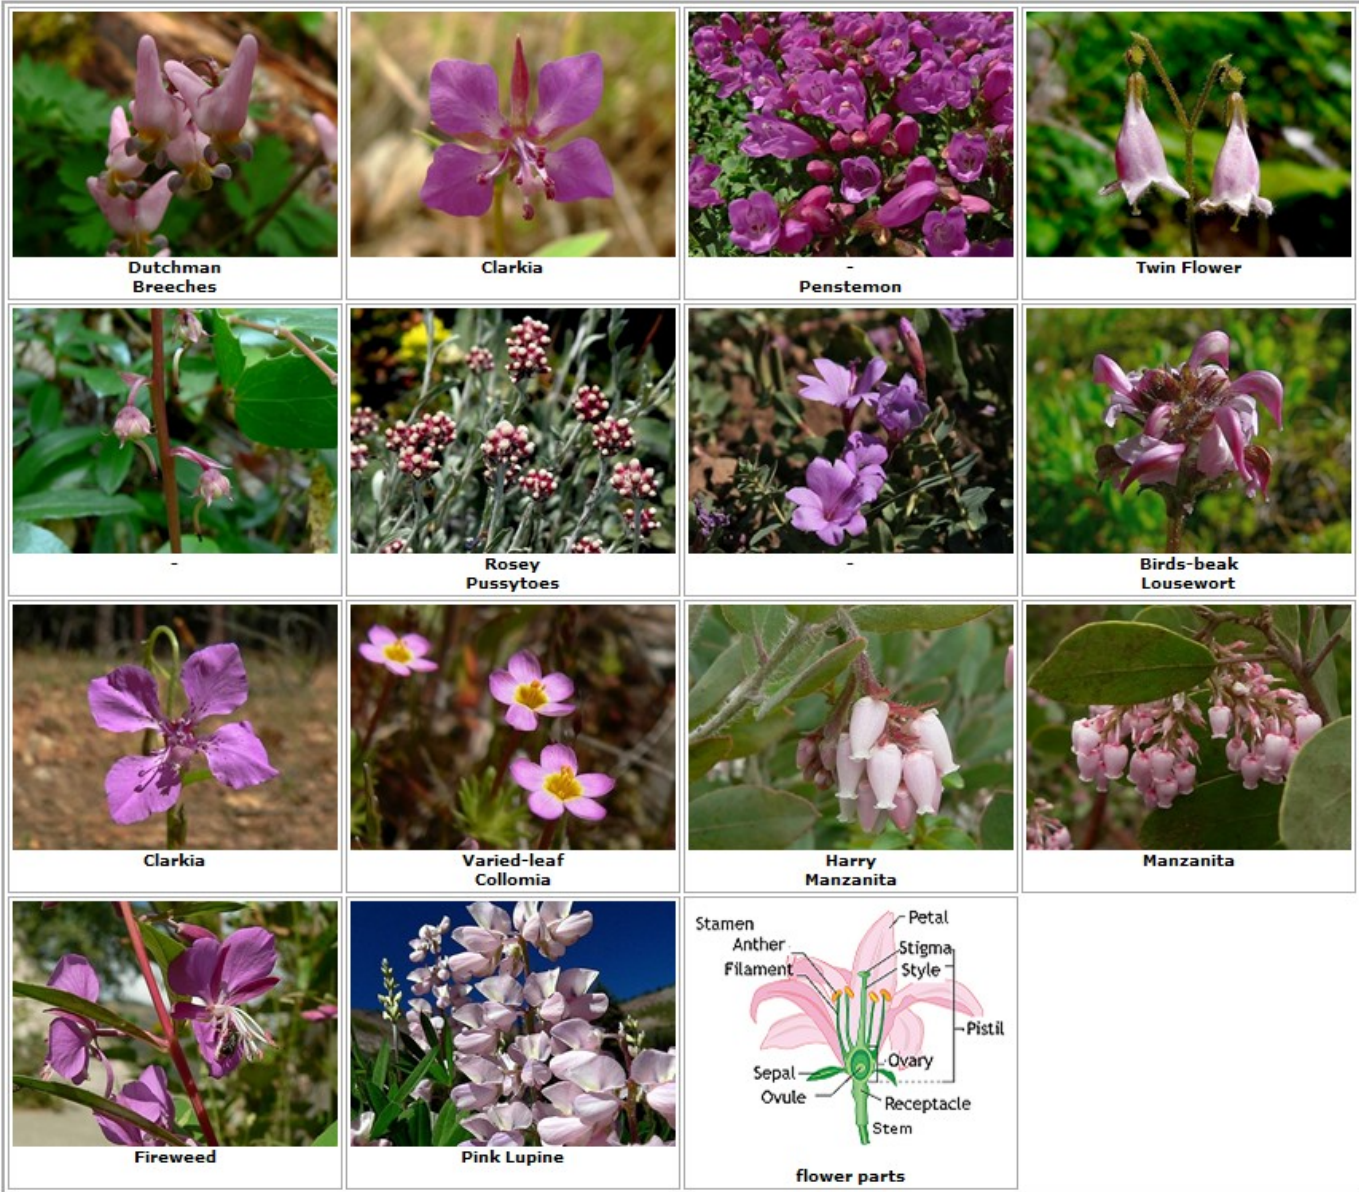 Dutchman
Breeches
Clarkia
-
Penstemon
Twin Flower
-
Rosey
Pussytoes
-
Birds-beak
Lousewort
Clarkia
Varied-leaf
Collomia
Harry
Manzanita
Manzanita
Fireweed
Pink Lupine
Stamen
Anther
Filament
Petal
Stigma
Style
Pistil
Ovary
Sepal
Ovule
Receptacle
Stem
flower parts